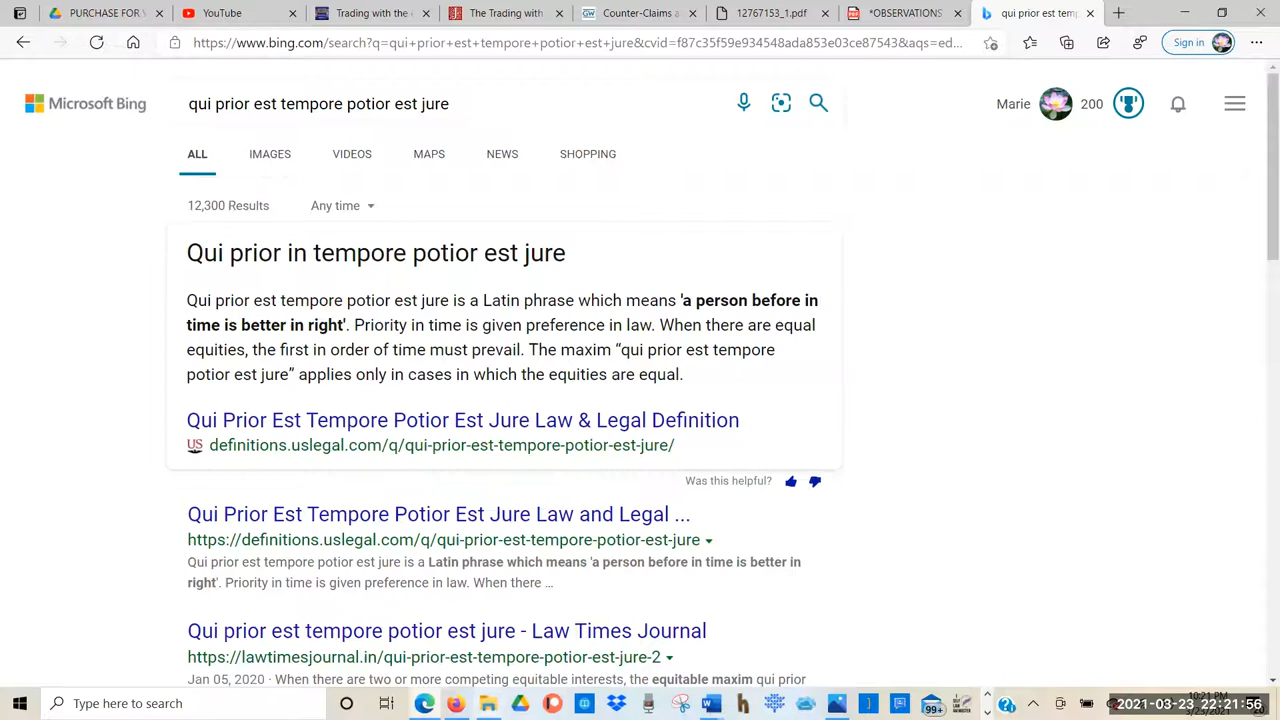 PURCHASE FOR
YouTube
Trading with the
The Trading with
Counter-Claims a
1276153_1.pdf
*OBSERVATIONS
qui prior est temp
https://www.bing.com/search?q=qui+prior+est+tempore+potior+est+jure&cvid=f87c35f59e934548ada853e03ce87543&aqs=ed...
Sign in
Microsoft Bing
qui prior est tempore potior est jure
Marie
200
ALL IMAGES VIDEOS MAPS NEWS SHOPPING
12,300 Results Any time
Qui prior in tempore potior est jure
Qui prior est tempore potior est jure is a Latin phrase which means 'a person before in
time is better in right'. Priority in time is given preference in law. When there are equal
equities, the first in order of time must prevail. The maxim “qui prior est tempore
potior est jure” applies only in cases in which the equities are equal.
Qui Prior Est Tempore Potior Est Jure Law & Legal Definition
US definitions.uslegal.com/q/qui-prior-est-tempore-potior-est-jure/
Was this helpful?
Qui Prior Est Tempore Potior Est Jure Law and Legal ...
https://definitions.uslegal.com/q/qui-prior-est-tempore-potior-est-jure
Qui prior est tempore potior est jure is a Latin phrase which means 'a person before in time is better in
right'. Priority in time is given preference in law. When there ...
Qui prior est tempore potior est jure - Law Times Journal
https://lawtimesjournal.in/qui-prior-est-tempore-potior-est-jure-2
Jan 05, 2020 · When there are two or more competing equitable interests, the equitable maxim qui prior
Type here to search
99+
10:21 PM
2021-03-23 22:21:56